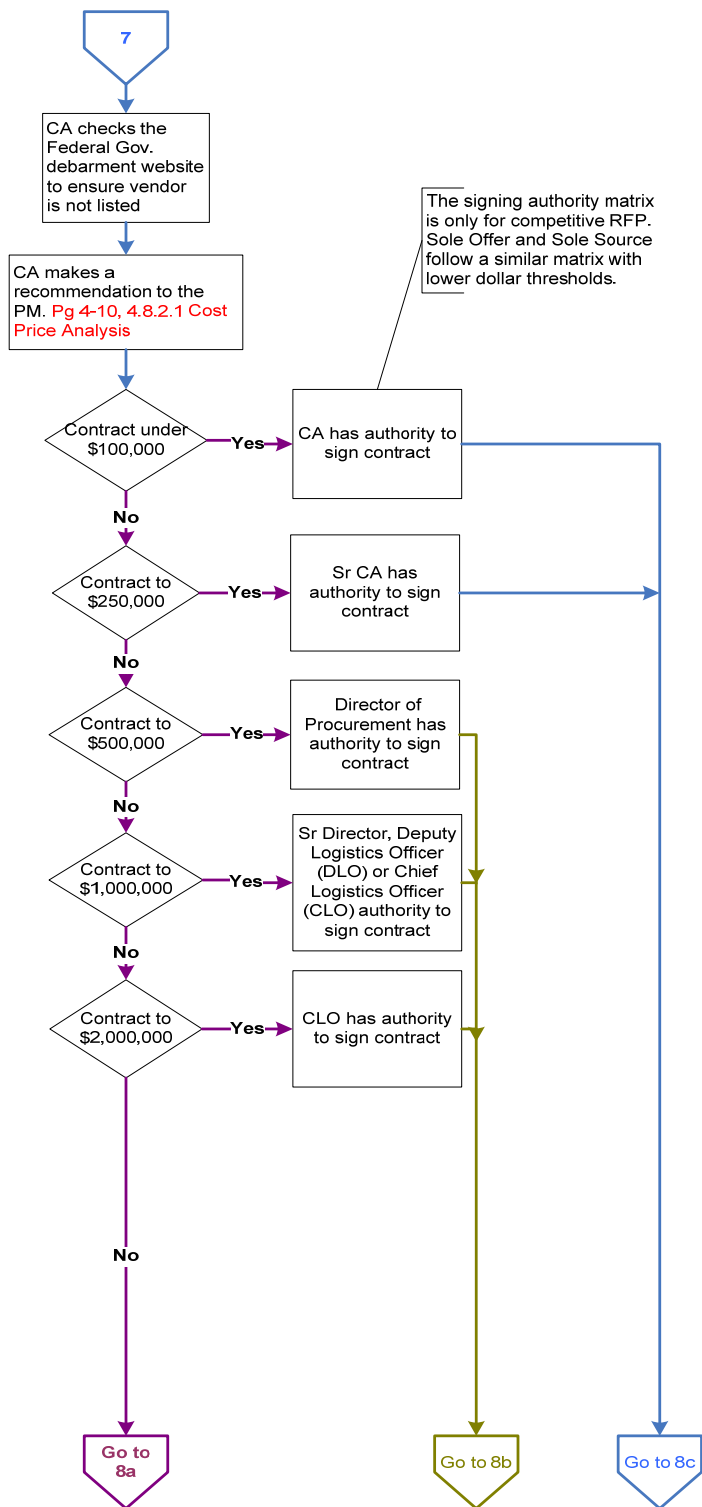 7
CA checks the
Federal Gov.
debarment website
to ensure vendor
is not listed
The signing authority matrix
is only for competitive RFP.
Sole Offer and Sole Source
follow a similar matrix with
lower dollar thresholds.
CA makes a
recommendation to the
PM. Pg 4-10, 4.8.2.1 Cost
Price Analysis
Contract under
$100,000
Yes
CA has authority to
sign contract
No
Contract to
$250,000
Yes
Sr CA has
authority to sign
contract
No
Contract to
$500,000
Yes
Director of
Procurement has
authority to sign
contract
No
Contract to
$1,000,000
Yes
Sr Director, Deputy
Logistics Officer
(DLO) or Chief
Logistics Officer
(CLO) authority to
sign contract
No
Contract to
$2,000,000
Yes
CLO has authority
to sign contract
No
Go to
8a
Go to 8b
Go to 8c